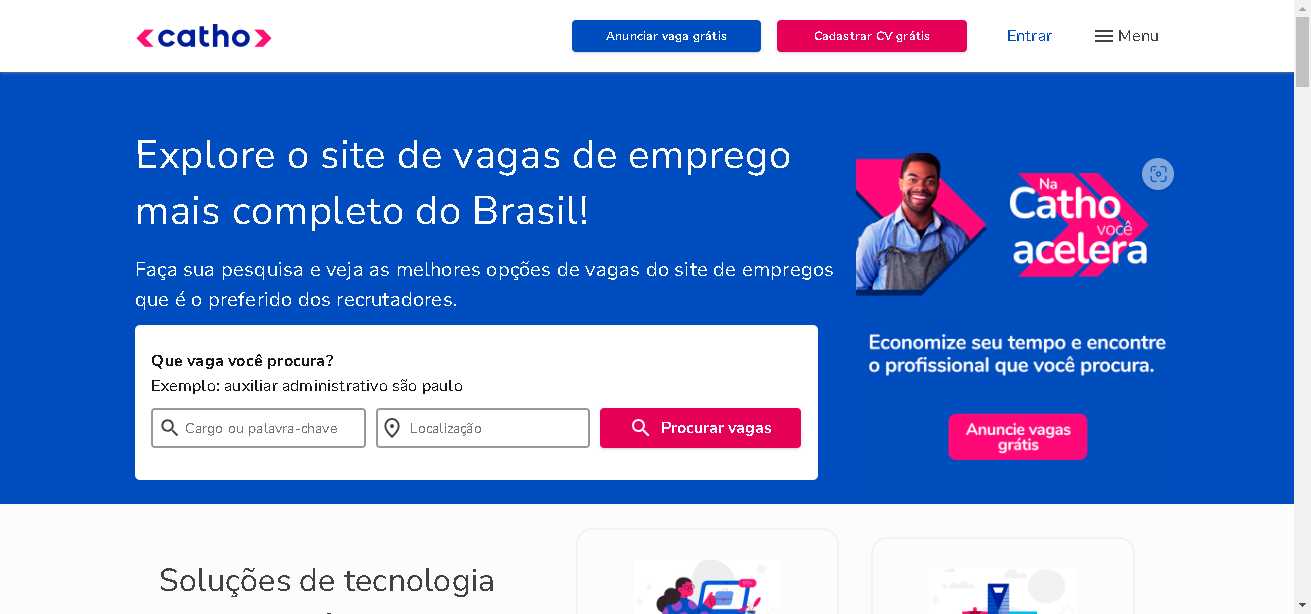 catho
Anunciar vaga grátis
Cadastrar CV grátis
Entrar
Menu
Explore o site de vagas de emprego
mais completo do Brasil!
Faça sua pesquisa e veja as melhores opções de vagas do site de empregos
que é o preferido dos recrutadores.
Que vaga você procura?
Exemplo: auxiliar administrativo são paulo
Cargo ou palavra-chave
Localização
Procurar vagas
Na
Catho
você
acelera
Economize seu tempo e encontre
o profissional que você procura.
Anuncie vagas
grátis
Soluções de tecnologia